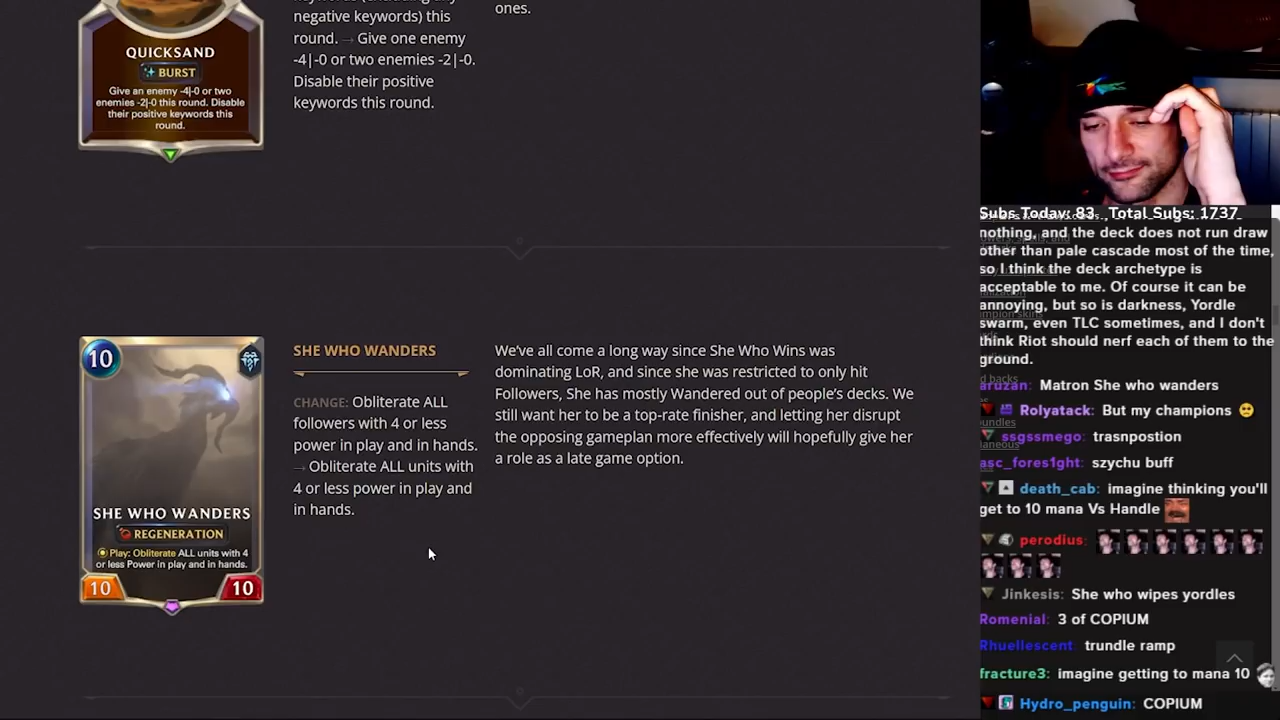 keywords (excluding any
negative keywords) this
round. → Give one enemy
-4|-0 or two enemies -2|-0.
Disable their positive
keywords this round.
ones.
QUICKSAND
BURST
Give an enemy -4|-0 or two
enemies -2|-0 this round. Disable
their positive keywords this
round.
SHE WHO WANDERS
CHANGE: Obliterate ALL
followers with 4 or less
power in play and in hands.
→ Obliterate ALL units with
4 or less power in play and
in hands.
We've all come a long way since She Who Wins was
dominating LoR, and since she was restricted to only hit
Followers, She has mostly Wandered out of people's decks. We
still want her to be a top-rate finisher, and letting her disrupt
the opposing gameplan more effectively will hopefully give her
a role as a late game option.
10
SHE WHO WANDERS
REGENERATION
Play: Obliterate ALL units with 4
or less Power in play and in hands.
10 10
Subs Today: 83 , Total Subs: 1737
nothing, and the deck does not run draw
other than pale cascade most of the time,
so I think the deck archetype is
acceptable to me. Of course it can be
annoying, but so is darkness, Yordle
swarm, even TLC sometimes, and I don't
think Riot should nerf each of them to the
ground.
aruzan: Matron She who wanders
Rolyatack: But my champions
ssgssmego: trasnpostion
asc_fores1ght: szychu buff
death_cab: imagine thinking you'll
get to 10 mana Vs Handle
perodius:
Jinkesis: She who wipes yordles
Romenial: 3 of COPIUM
Rhuellescent: trundle ramp
fracture3: imagine getting to mana 10
Hydro_penguin: COPIUM